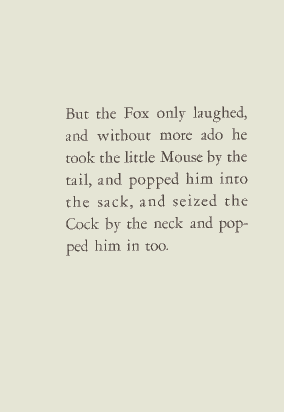 But the Fox only laughed,
and without more ado he
took the little Mouse by the
tail, and popped him into
the sack, and seized the
Cock by the neck and pop-
ped him in too.